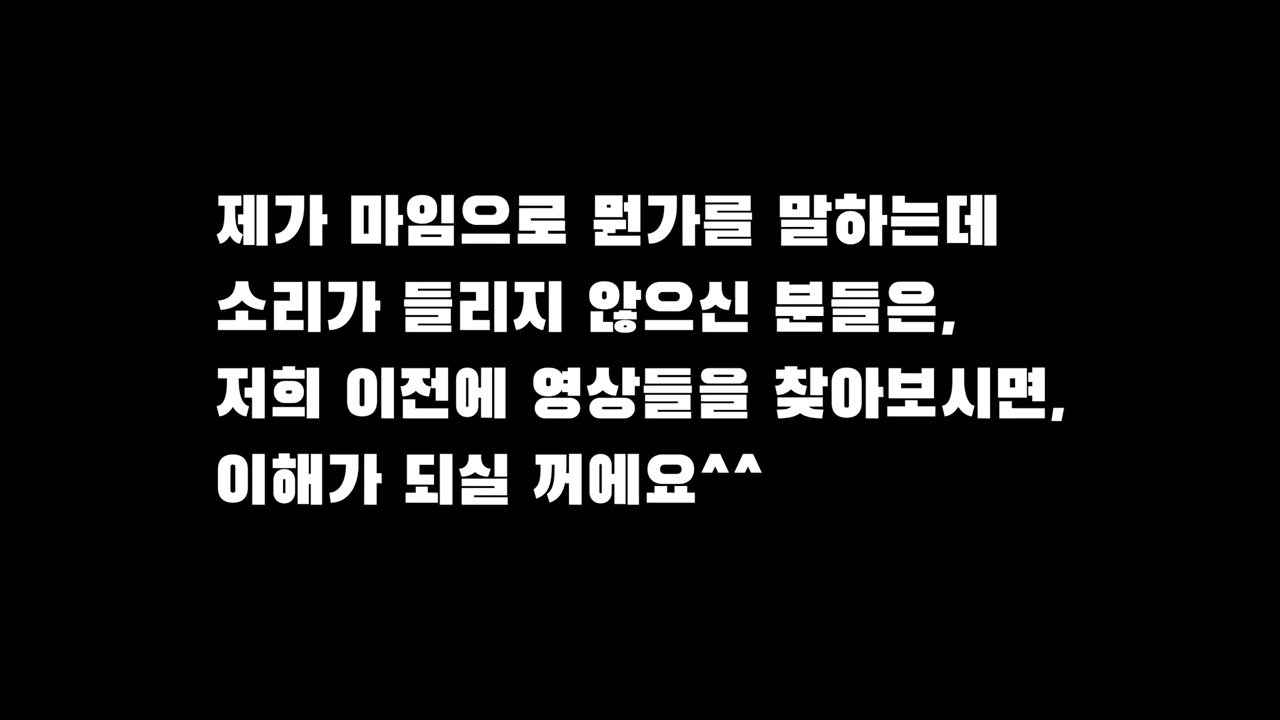 제가 마임으로 뭔가를 말하는데
소리가 들리지 않으신 분들은,
저희 이전에 영상들을 찾아보시면,
이해가 되실 꺼에요^^